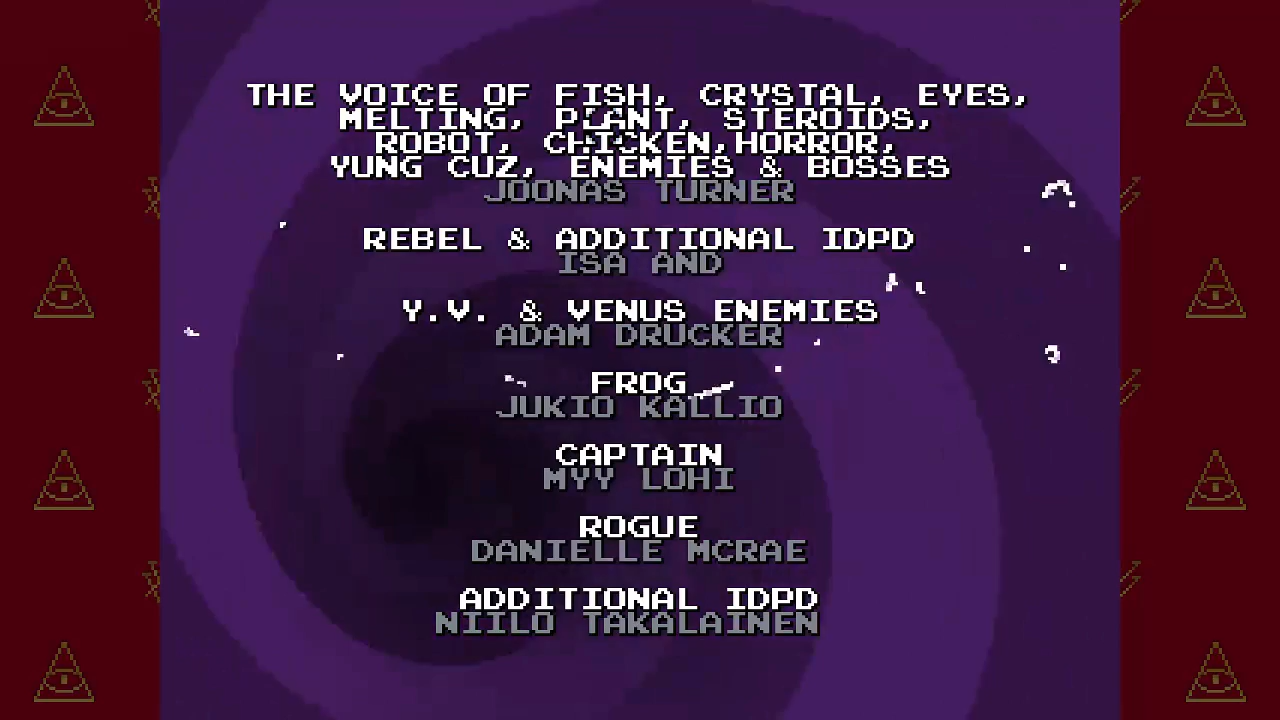 THE VOICE OF FISH, CRYSTAL, EYES,
MELTING, PLANT, STEROIDS,
ROBOT, CHICKEN,HORROR,
YUNG CUZ, ENEMIES & BOSSES
JOONAS TURNER
REBEL & ADDITIONAL IDPD
ISA AND
Y.V. & VENUS ENEMIES
ADAM DRUCKER
FROG
JUKIO KALLIO
CAPTAIN
MYY LOHI
ROGUE
DANIELLE MCRAE
ADDITIONAL IDPD
NIILO TAKALAINEN